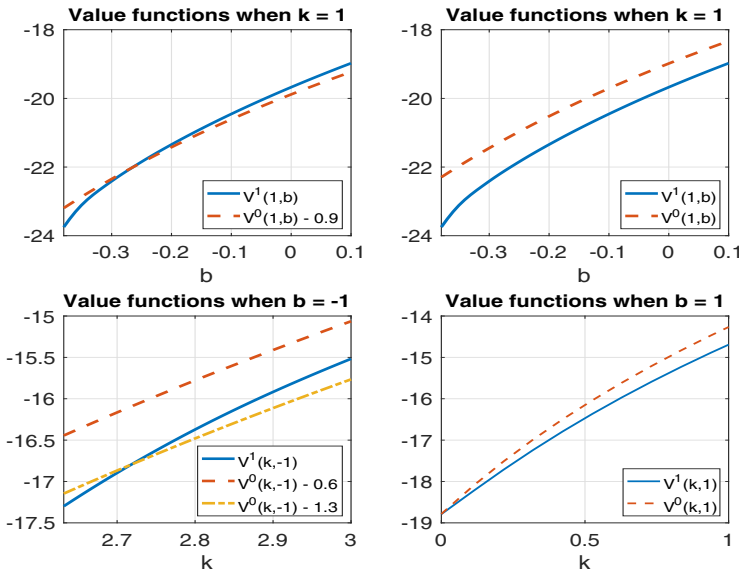 Value functions when k = 1
-18
-20
-22
-24
-0.3
-0.2
-0.1
0
0.1
b
V¹(1,b)
V⁰(1,b) - 0.9
Value functions when k = 1
-18
-20
-22
-24
-0.3
-0.2
-0.1
0
0.1
b
V¹(1,b)
V⁰(1,b)
Value functions when b = -1
-15
-15.5
-16
-16.5
-17
-17.5
2.7
2.8
2.9
3
k
V¹(k,-1)
V⁰(k,-1) - 0.6
V⁰(k,-1) - 1.3
Value functions when b = 1
-14
-15
-16
-17
-18
-19
0
0.5
1
k
V¹(k,1)
V⁰(k,1)